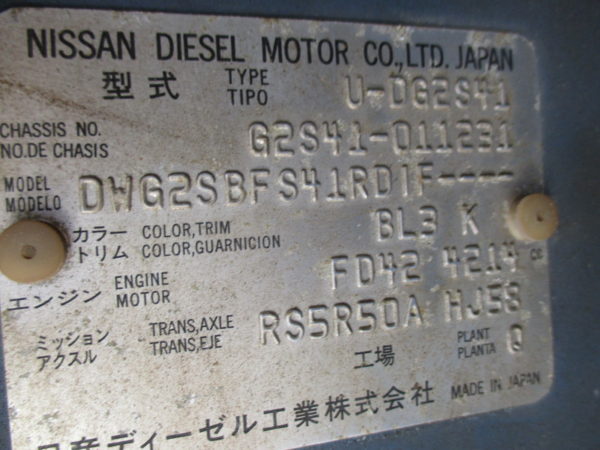 NISSAN DIESEL MOTOR CO.,LTD. JAPAN
型式 TYPE TIPO U-DG2S41
CHASSIS NO. NO.DE CHASIS G2S41-011231
MODEL MODELO DWG2SBFS41RDIF----
カラー トリム COLOR,TRIM COLOR,GUARNICION BL3 K
エンジン ENGINE MOTOR FD42 4214 cc
ミッション アクスル TRANS,AXLE TRANS,EJE RS5R50A HJ58
工場 PLANT PLANTA Q
日産ディーゼル工業株式会社 MADE IN JAPAN